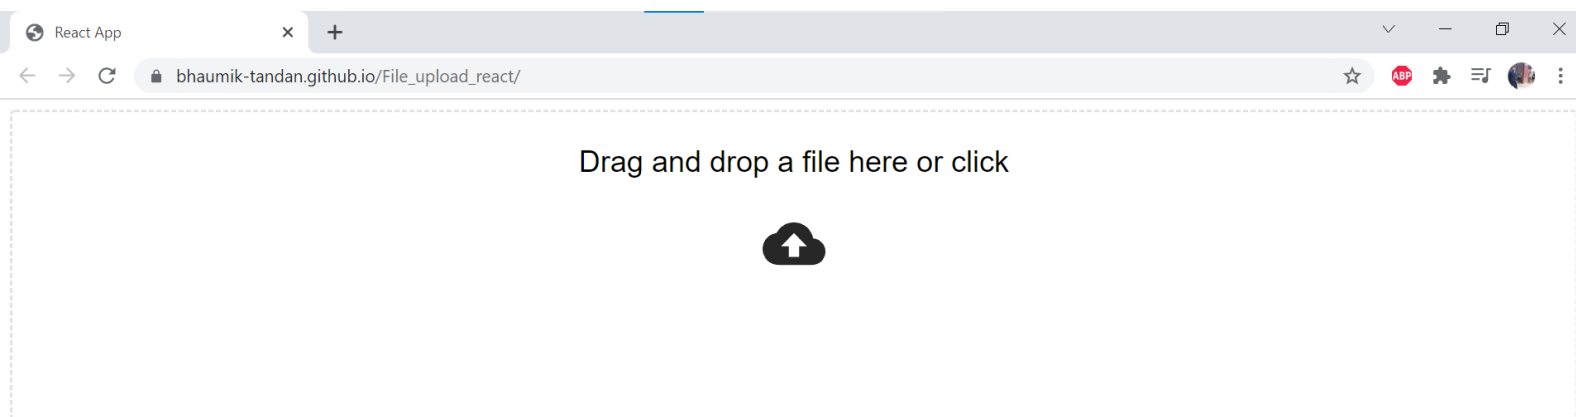 React App
bhaumik-tandan.github.io/File_upload_react/
ABP
Drag and drop a file here or click